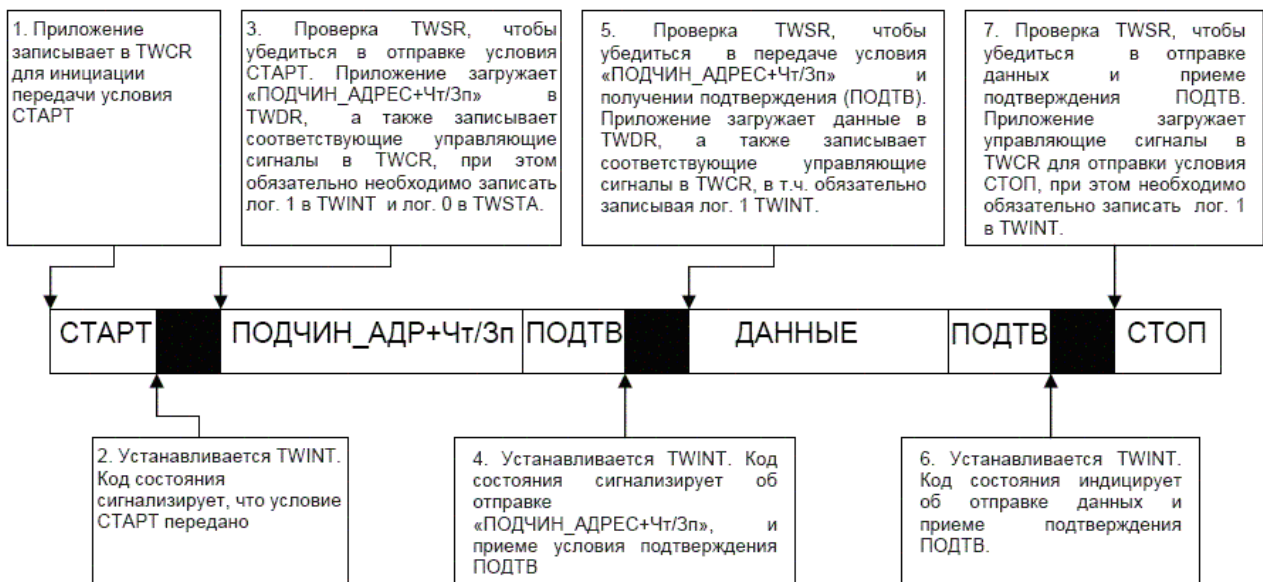 1. Приложение
записывает в TWCR
для инициации
передачи условия
СТАРТ
3. Проверка TWSR, чтобы
убедиться в отправке условия
СТАРТ. Приложение загружает
«ПОДЧИН_АДРЕС+Чт/Зп» в
TWDR, а также записывает
соответствующие управляющие
сигналы в TWCR, при этом
обязательно необходимо записать
лог. 1 в TWINT и лог. 0 в TWSTA.
5. Проверка TWSR, чтобы
убедиться в передаче условия
«ПОДЧИН_АДРЕС+Чт/Зп» и
получении подтверждения (ПОДТВ).
Приложение загружает данные в
TWDR, а также записывает
соответствующие управляющие
сигналы в TWCR, в т.ч. обязательно
записывая лог. 1 TWINT.
7. Проверка TWSR, чтобы
убедиться в отправке
данных и приеме
подтверждения ПОДТВ.
Приложение загружает
управляющие сигналы в
TWCR для отправки условия
СТОП, при этом необходимо
обязательно записать лог. 1
в TWINT.
СТАРТ ПОДЧИН_АДР+Чт/Зп ПОДТВ ДАННЫЕ ПОДТВ СТОП
2. Устанавливается TWINT.
Код состояния
сигнализирует, что условие
СТАРТ передано
4. Устанавливается TWINT. Код
состояния сигнализирует об
отправке
«ПОДЧИН_АДРЕС+Чт/Зп», и
приеме условия подтверждения
ПОДТВ
6. Устанавливается TWINT.
Код состояния индицирует
об отправке данных и
приеме подтверждения
ПОДТВ.